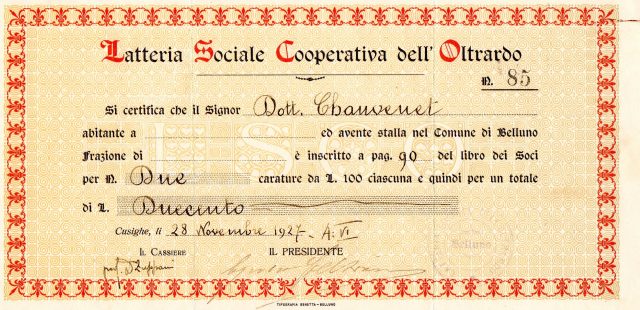 Latteria Sociale Cooperativa dell' Oltrardo
N. 85
Si certifica che il Signor Dott. Chauvenet
abitante a ed avente stalla nel Comune di Belluno
Frazione di è inscritto a pag. 90 del libro dei Soci
per N. Due carature da L. 100 ciascuna e quindi per un totale
di L. Duecento
Cusighe, li 28 Novembre 1927 - A. VI
IL CASSIERE IL PRESIDENTE
Belluno
TIPOGRAFIA BENETTA - BELLUNO